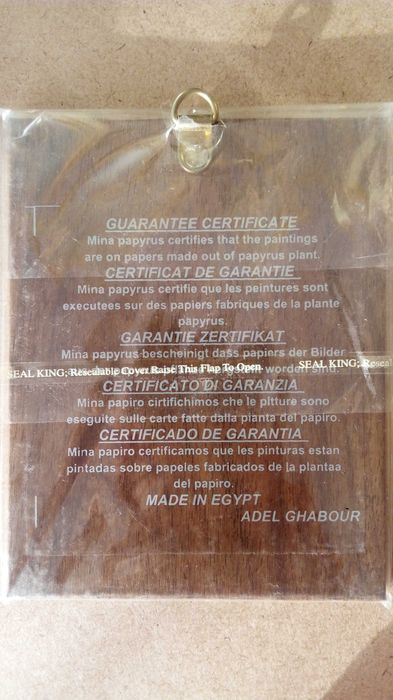 GUARANTEE CERTIFICATE
Mina papyrus certifies that the paintings
are on papers made out of papyrus plant.
CERTIFICAT DE GARANTIE
Mina papyrus certifie que les peintures sont
executees sur des papiers fabriques de la plante
papyrus.
GARANTIE ZERTIFIKAT
Mina papyrus bescheinigt dass papiers der Bilder
SEAL KING; Resealable Cover Raise This Flap To Open. worden sind. SEAL KING; Reseal
CERTIFICATO DI GARANZIA
Mina papiro cirtifichimo che le pitture sono
eseguite sulle carte fatte dalla pianta del papiro.
CERTIFICADO DE GARANTIA
Mina papiro certificamos que les pinturas estan
pintadas sobre papeles fabricados de la plantaa
del papiro.
MADE IN EGYPT
ADEL GHABOUR